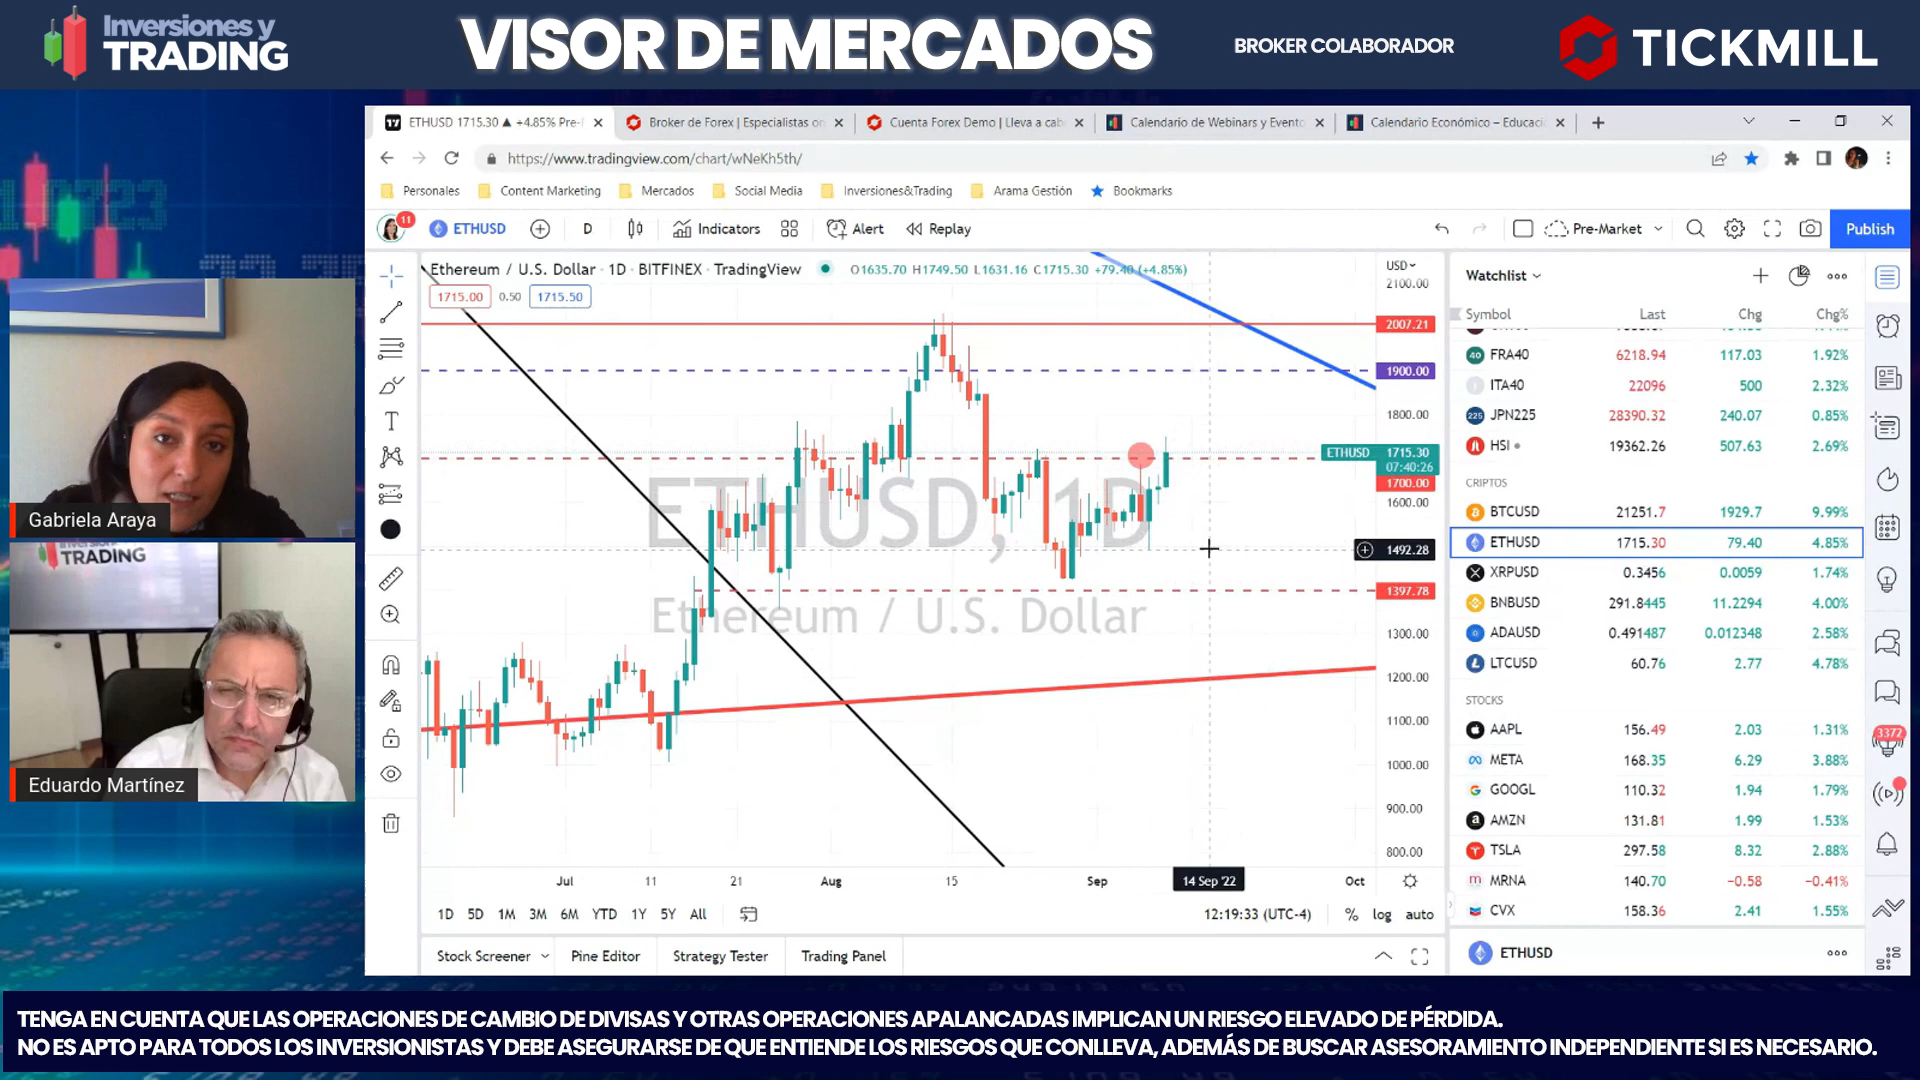 Inversiones y
TRADING
VISOR DE MERCADOS
BROKER COLABORADOR
TICKMILL
ETHUSD 1715.30 ▲ +4.85% Pre-
Broker de Forex | Especialistas on
Cuenta Forex Demo | Lleva a cab
Calendario de Webinars y Evento
Calendario Económico – Educaci
https://www.tradingview.com/chart/wNeKh5th/
Personales
Content Marketing
Mercados
Social Media
Inversiones&Trading
Arama Gestión
Bookmarks
11
ETHUSD
D
Indicators
Alert
Replay
Pre-Market
Publish
Ethereum / U.S. Dollar · 1D · BITFINEX · TradingView
O1635.70 H1749.50 L1631.16 C1715.30 +79.40 (+4.85%)
1715.00 0.50 1715.50
ETHUSD, 1D
Ethereum / U.S. Dollar
USD
2100.00
2007.21
1900.00
1800.00
ETHUSD 1715.30
07:40:26
1700.00
1600.00
1492.28
1397.78
1300.00
1200.00
1100.00
1000.00
900.00
800.00
Jul 11 21 Aug 15 Sep 14 Sep '22 Oct
1D 5D 1M 3M 6M YTD 1Y 5Y All
12:19:33 (UTC-4) % log auto
Stock Screener Pine Editor Strategy Tester Trading Panel
Watchlist
Symbol Last Chg Chg%
FRA40 6218.94 117.03 1.92%
ITA40 22096 500 2.32%
JPN225 28390.32 240.07 0.85%
HSI 19362.26 507.63 2.69%
CRIPTOS
BTCUSD 21251.7 1929.7 9.99%
ETHUSD 1715.30 79.40 4.85%
XRPUSD 0.3456 0.0059 1.74%
BNBUSD 291.8445 11.2294 4.00%
ADAUSD 0.491487 0.012348 2.58%
LTCUSD 60.76 2.77 4.78%
STOCKS
AAPL 156.49 2.03 1.31%
META 168.35 6.29 3.88%
GOOGL 110.32 1.94 1.79%
AMZN 131.81 1.99 1.53%
TSLA 297.58 8.32 2.88%
MRNA 140.70 −0.58 −0.41%
CVX 158.36 2.41 1.55%
ETHUSD
3372
Gabriela Araya
TRADING
Eduardo Martínez
TENGA EN CUENTA QUE LAS OPERACIONES DE CAMBIO DE DIVISAS Y OTRAS OPERACIONES APALANCADAS IMPLICAN UN RIESGO ELEVADO DE PÉRDIDA.
NO ES APTO PARA TODOS LOS INVERSIONISTAS Y DEBE ASEGURARSE DE QUE ENTIENDE LOS RIESGOS QUE CONLLEVA, ADEMÁS DE BUSCAR ASESORAMIENTO INDEPENDIENTE SI ES NECESARIO.